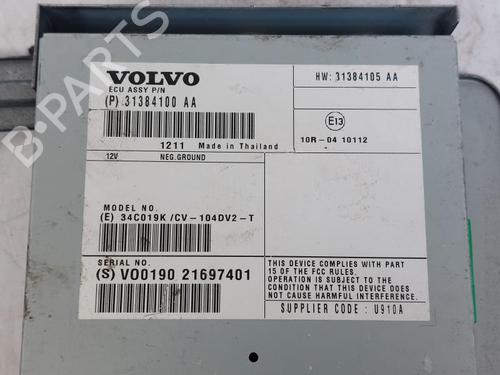 B-PARTS
VOLVO
ECU ASSY P/N
(P) 31384100 AA
1211 Made in Thailand
12V NEG.GROUND
MODEL NO.
(E) 34C019K /CV-104DV2-T
SERIAL NO.
(S) V00190 21697401
HW: 31384105 AA
E13
10R-04 10112
THIS DEVICE COMPLIES WITH PART
15 OF THE FCC RULES.
OPERATION IS SUBJECT TO THE
CONDITION THAT THIS DEVICE DOES
NOT CAUSE HARMFUL INTERFERENCE.
SUPPLIER CODE : U910A